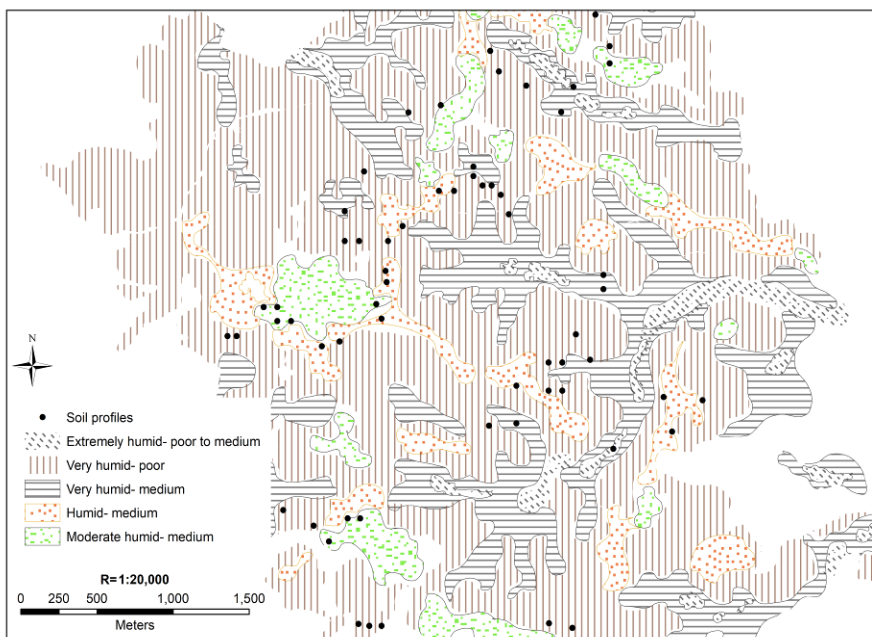 N
Soil profiles
Extremely humid- poor to medium
Very humid- poor
Very humid- medium
Humid- medium
Moderate humid- medium
R=1:20,000
0 250 500 1,000 1,500
Meters